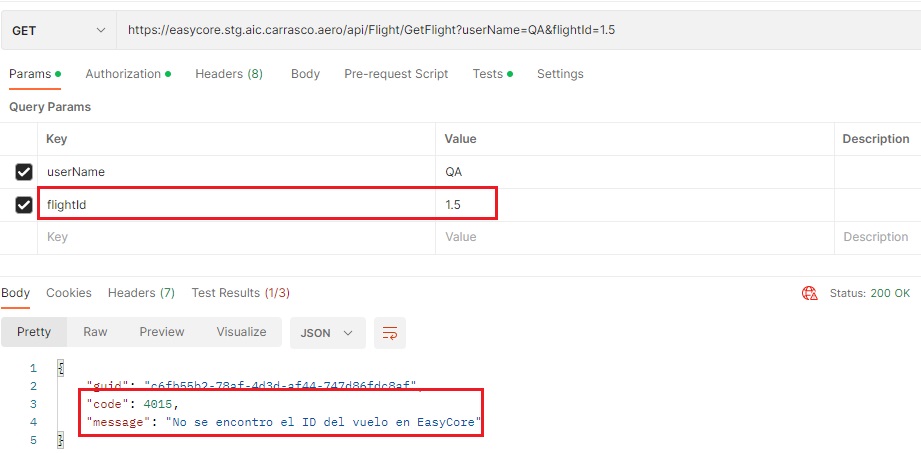 GET https://easycore.stg.aic.carrasco.aero/api/Flight/GetFlight?userName=QA&flightId=1.5
Params Authorization Headers (8) Body Pre-request Script Tests Settings
Query Params
Key Value Description
userName QA
flightId 1.5
Key Value Description
Body Cookies Headers (7) Test Results (1/3) Status: 200 OK
Pretty Raw Preview Visualize JSON
1 {
2 "guid": "c6fb55b2-78af-4d3d-af44-747d86fdc8af",
3 "code": 4015,
4 "message": "No se encontro el ID del vuelo en EasyCore"
5 }